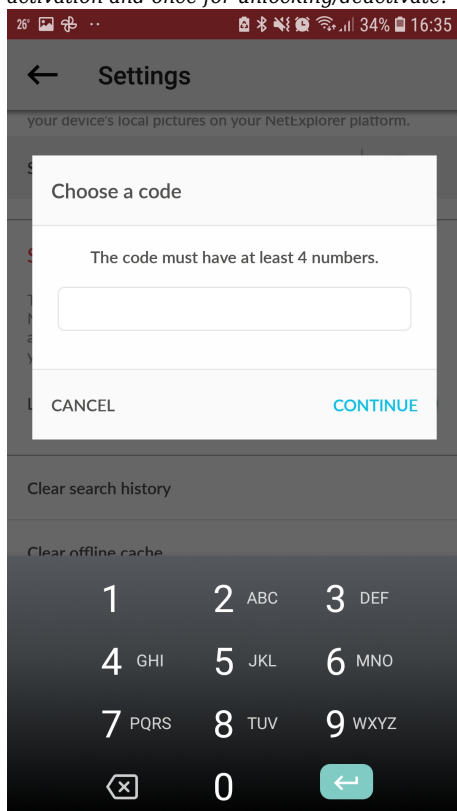 activation and once for unlocking/deactivate.
26° 34% 16:35
Settings
your device's local pictures on your NetExplorer platform.
Choose a code
The code must have at least 4 numbers.
CANCEL CONTINUE
Clear search history
Clear offline cache
1 2 ABC 3 DEF
4 GHI 5 JKL 6 MNO
7 PQRS 8 TUV 9 WXYZ
0